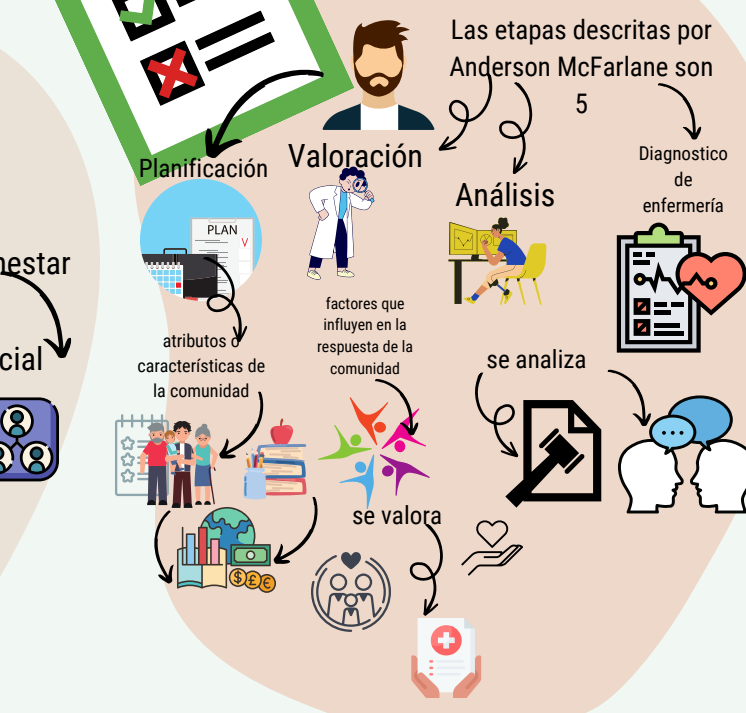 Las etapas descritas por
Anderson McFarlane son
5
Planificación
Valoración
Análisis
Diagnostico
de
enfermería
PLAN
nestar
cial
atributos o
características de
la comunidad
factores que
influyen en la
respuesta de la
comunidad
se analiza
se valora